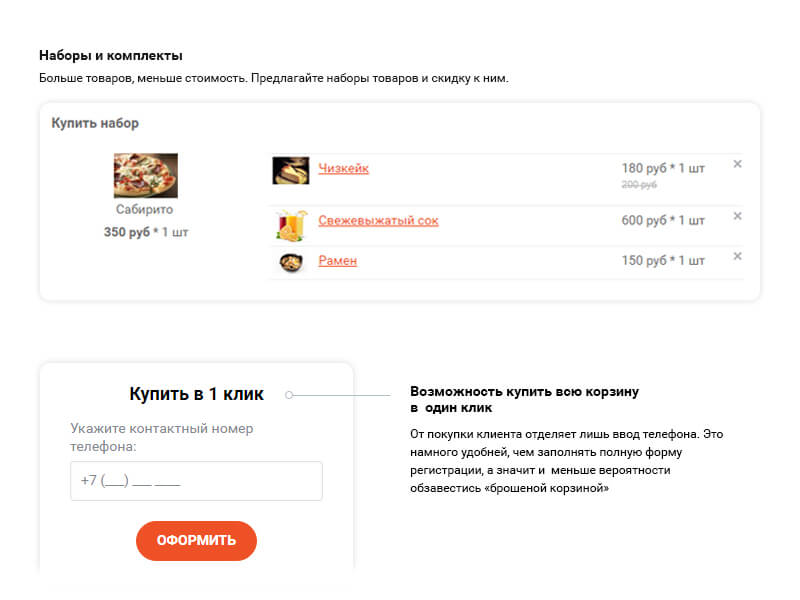 Наборы и комплекты
Больше товаров, меньше стоимость. Предлагайте наборы товаров и скидку к ним.
Купить набор
Сабирито
350 руб * 1 шт
Чизкейк
180 руб * 1 шт
200 руб
Свежевыжатый сок
600 руб * 1 шт
Рамен
150 руб * 1 шт
Купить в 1 клик
Укажите контактный номер
телефона:
+7 (___) ___ ____
ОФОРМИТЬ
Возможность купить всю корзину
в один клик
От покупки клиента отделяет лишь ввод телефона. Это
намного удобней, чем заполнять полную форму
регистрации, а значит и меньше вероятности
обзавестись «брошеной корзиной»